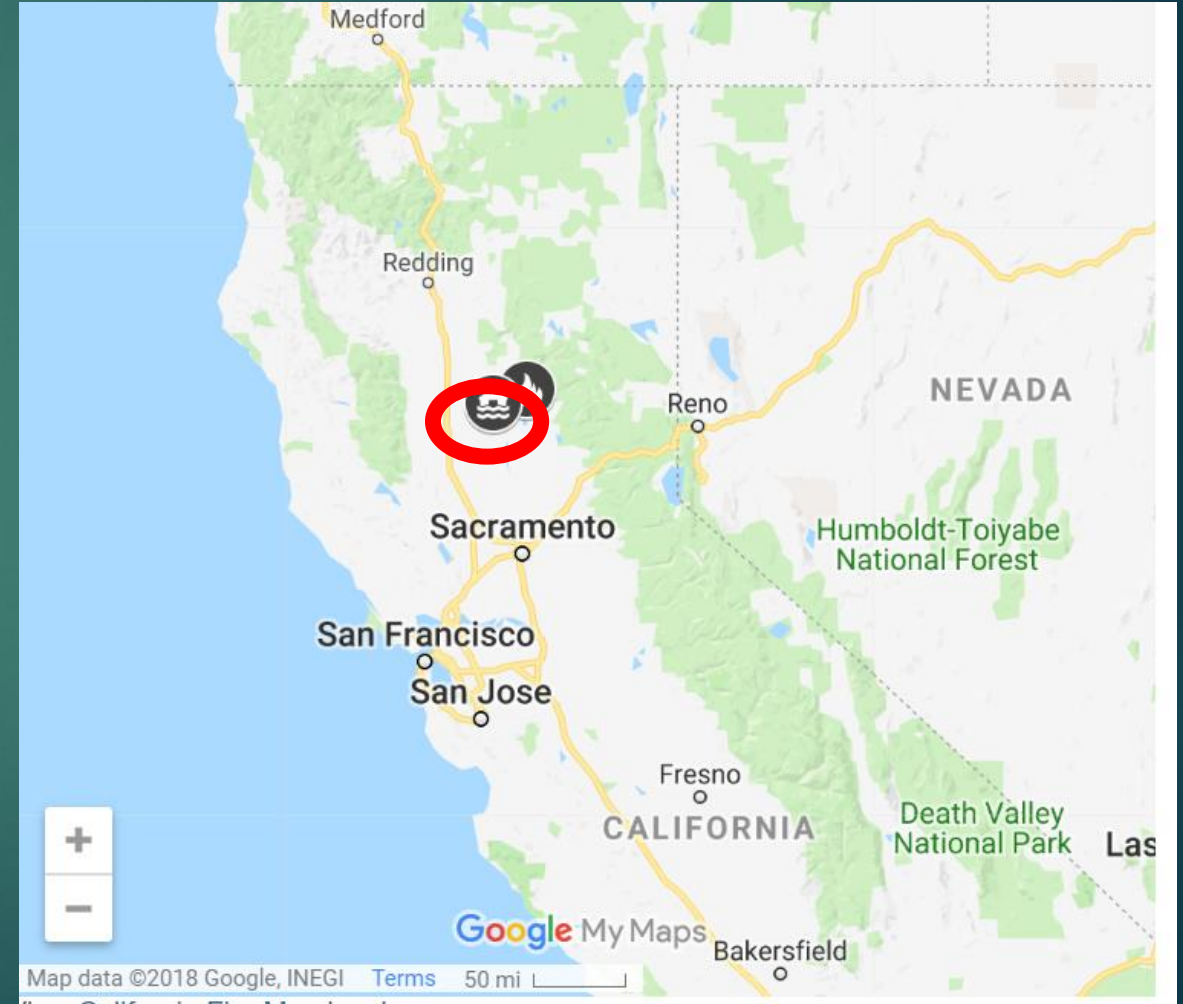 Medford
Redding
Reno
NEVADA
Sacramento
Humboldt-Toiyabe
National Forest
San Francisco
San Jose
Fresno
CALIFORNIA
Death Valley
National Park
Las
+
−
Google My Maps
Bakersfield
Map data ©2018 Google, INEGI Terms 50 mi